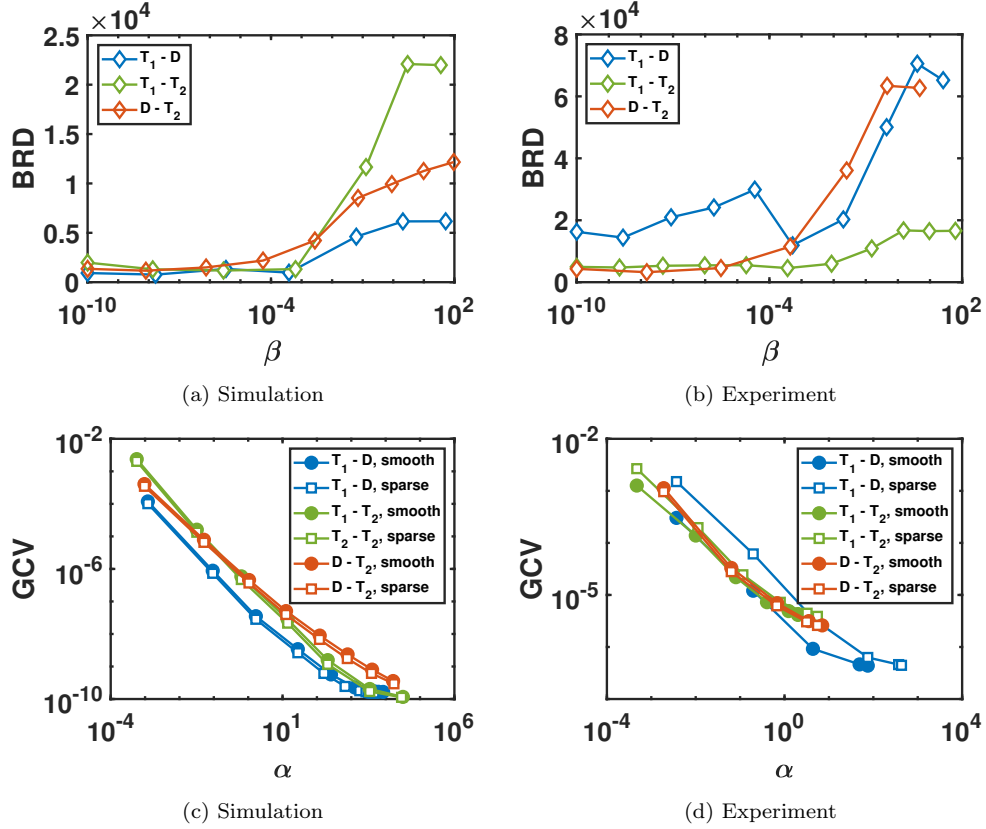 ×10⁴
2.5
2
1.5
1
0.5
0
BRD
T₁ - D
T₁ - T₂
D - T₂
10⁻¹⁰
10⁻⁴
10²
β
(a) Simulation
×10⁴
8
6
4
2
0
BRD
T₁ - D
T₁ - T₂
D - T₂
10⁻¹⁰
10⁻⁴
10²
β
(b) Experiment
10⁻²
10⁻⁶
10⁻¹⁰
GCV
T₁ - D, smooth
T₁ - D, sparse
T₁ - T₂, smooth
T₂ - T₂, sparse
D - T₂, smooth
D - T₂, sparse
10⁻⁴
10¹
10⁶
α
(c) Simulation
10⁻²
10⁻⁵
GCV
T₁ - D, smooth
T₁ - D, sparse
T₁ - T₂, smooth
T₁ - T₂, sparse
D - T₂, smooth
D - T₂, sparse
10⁻⁴
10⁰
10⁴
α
(d) Experiment